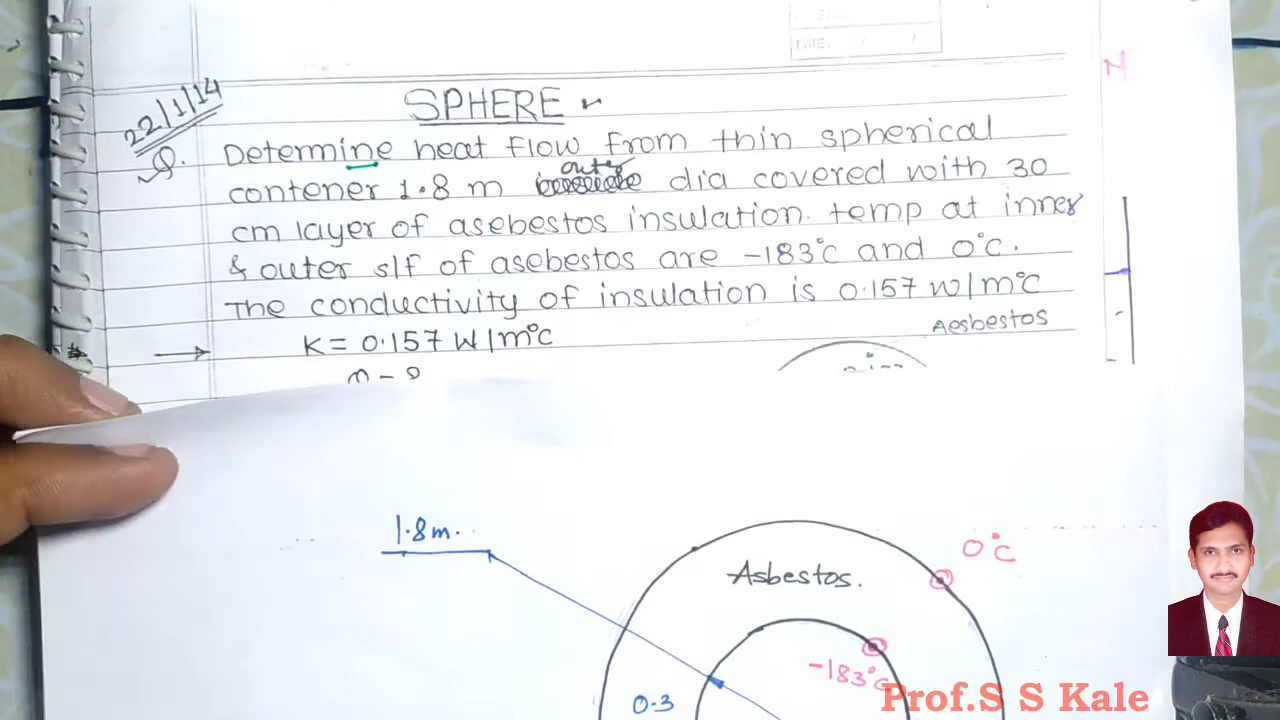 DATE: / /
22/1/14
SPHERE
Q. Determine heat flow from thin spherical
outer
contener 1.8 m dia covered with 30
cm layer of asebestos insulation. temp at inner
& outer s/f of asebestos are -183°c and 0°c.
The conductivity of insulation is 0.157 w/m°c
Aesbestos
K = 0.157 W/m°c
1.8m.
0°c
Asbestos.
-183°c
0.3
Prof.S S Kale